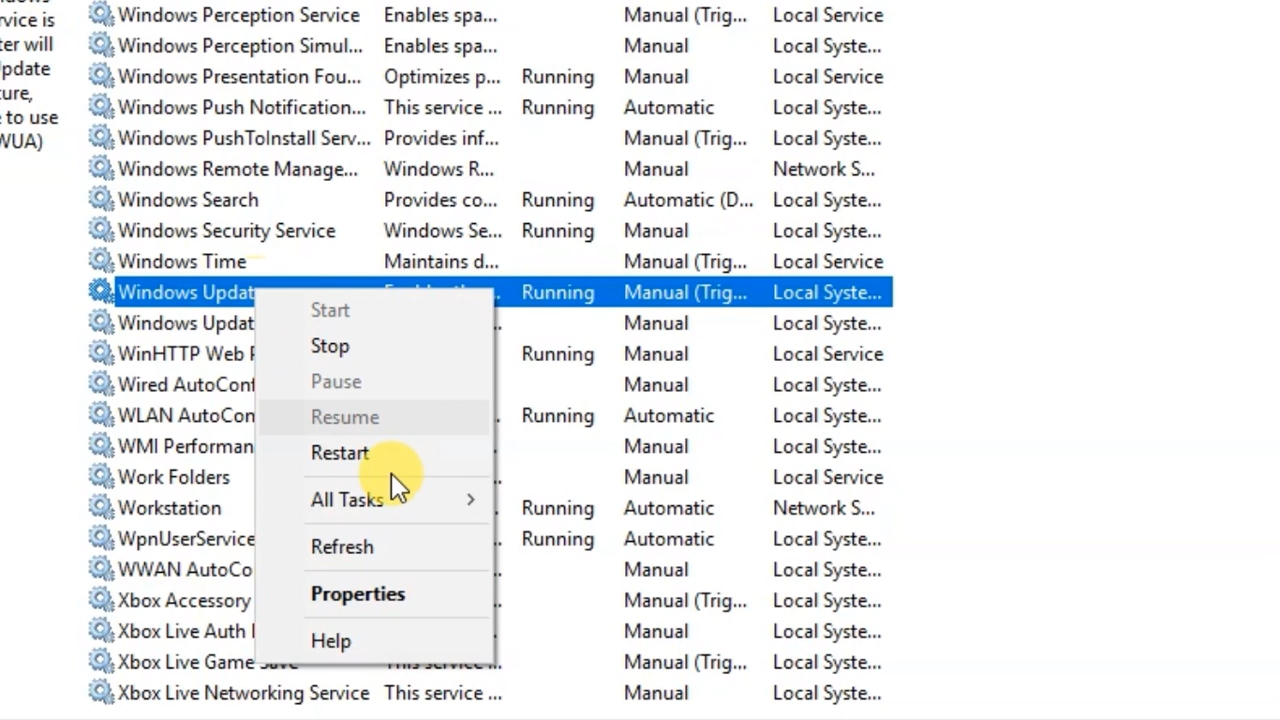 rvice is
ter will
Update
ture,
e to use
WUA)
Windows Perception Service Enables spa... Manual (Trig... Local Service
Windows Perception Simul... Enables spa... Manual Local Syste...
Windows Presentation Fou... Optimizes p... Running Manual Local Service
Windows Push Notification... This service ... Running Automatic Local Syste...
Windows PushToInstall Serv... Provides inf... Manual (Trig... Local Syste...
Windows Remote Manage... Windows R... Manual Network S...
Windows Search Provides co... Running Automatic (D... Local Syste...
Windows Security Service Windows Se... Running Manual Local Syste...
Windows Time Maintains d... Manual (Trig... Local Service
Windows Updat Running Manual (Trig... Local Syste...
Windows Updat Manual Local Syste...
WinHTTP Web Running Manual Local Service
Wired AutoConf Manual Local Syste...
WLAN AutoCon Running Automatic Local Syste...
WMI Performan Manual Local Syste...
Work Folders Manual Local Service
Workstation Running Automatic Network S...
WpnUserService Running Automatic Local Syste...
WWAN AutoCo Manual Local Syste...
Xbox Accessory Manual (Trig... Local Syste...
Xbox Live Auth Manual Local Syste...
Xbox Live Game Save This service ... Manual (Trig... Local Syste...
Xbox Live Networking Service This service ... Manual Local Syste...
Start
Stop
Pause
Resume
Restart
All Tasks
Refresh
Properties
Help